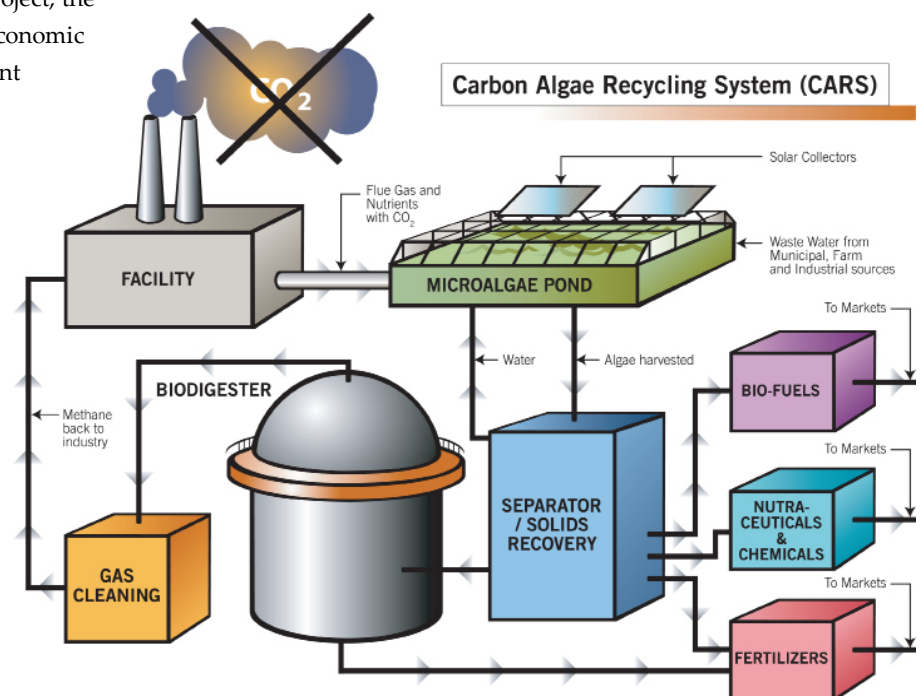 oject, the
conomic
nt
CO2
Carbon Algae Recycling System (CARS)
Solar Collectors
Flue Gas and
Nutrients
with CO2
Waste Water from
Municipal, Farm
and Industrial sources
FACILITY
MICROALGAE POND
To Markets
Water
Algae harvested
BIO-FUELS
BIODIGESTER
Methane
back to
industry
To Markets
SEPARATOR
/ SOLIDS
RECOVERY
NUTRA-
CEUTICALS
&
CHEMICALS
GAS
CLEANING
To Markets
FERTILIZERS